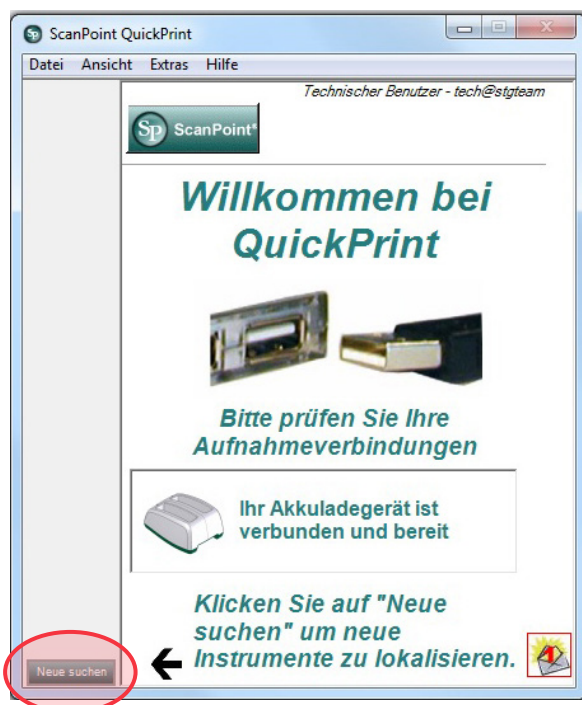 ScanPoint QuickPrint
Datei Ansicht Extras Hilfe
Technischer Benutzer - tech@stgteam
Sp ScanPoint®
Willkommen bei
QuickPrint
Bitte prüfen Sie Ihre
Aufnahmeverbindungen
Ihr Akkuladegerät ist
verbunden und bereit
Klicken Sie auf "Neue
suchen" um neue
Instrumente zu lokalisieren.
Neue suchen